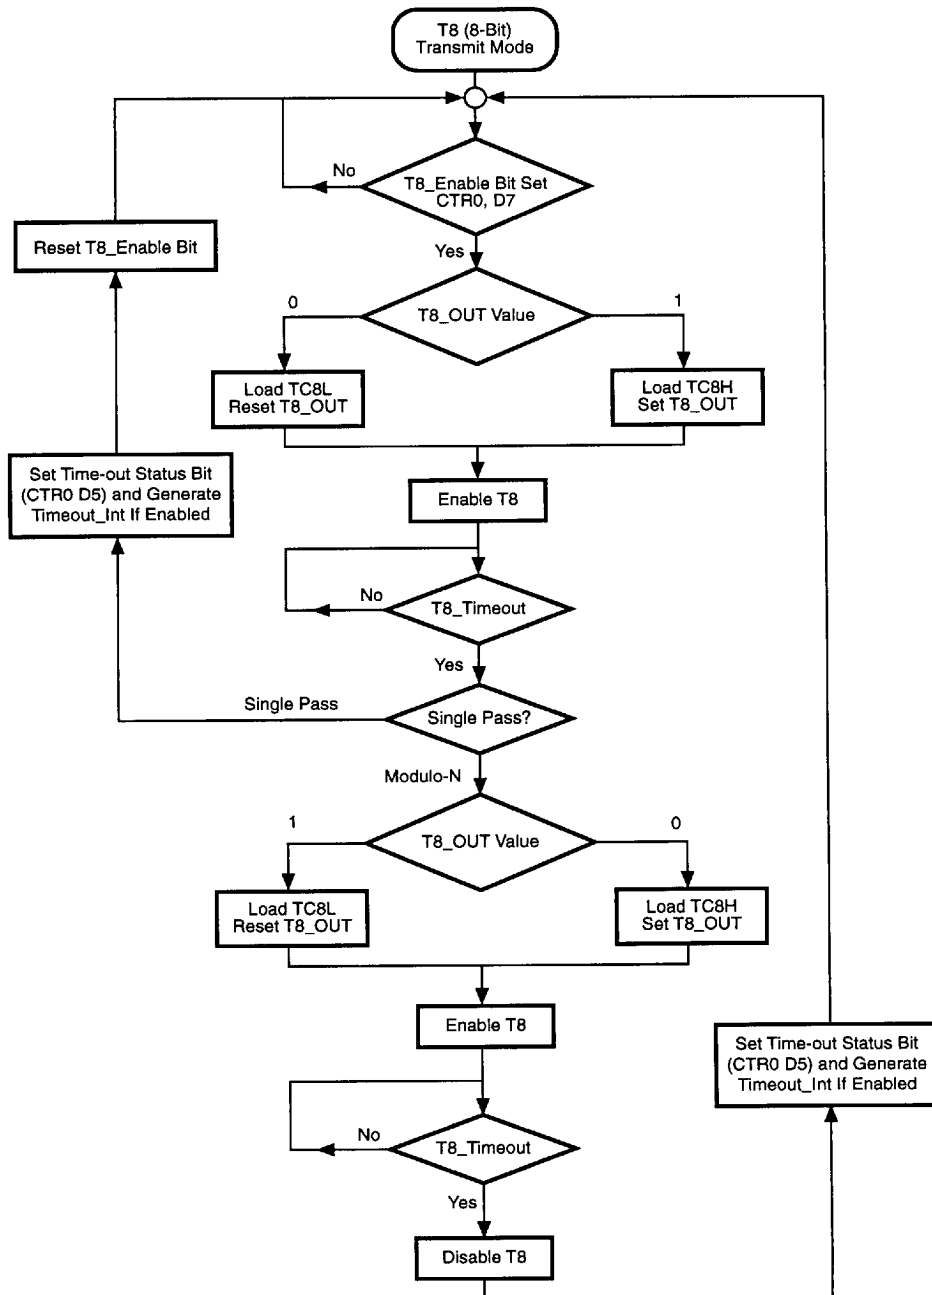 T8 (8-Bit)
Transmit Mode
No
T8_Enable Bit Set
CTR0, D7
Reset T8_Enable Bit
Yes
0
T8_OUT Value
1
Load TC8L
Reset T8_OUT
Load TC8H
Set T8_OUT
Set Time-out Status Bit
(CTR0 D5) and Generate
Timeout_Int If Enabled
Enable T8
No
T8_Timeout
Yes
Single Pass
Single Pass?
Modulo-N
1
T8_OUT Value
0
Load TC8L
Reset T8_OUT
Load TC8H
Set T8_OUT
Enable T8
Set Time-out Status Bit
(CTR0 D5) and Generate
Timeout_Int If Enabled
No
T8_Timeout
Yes
Disable T8